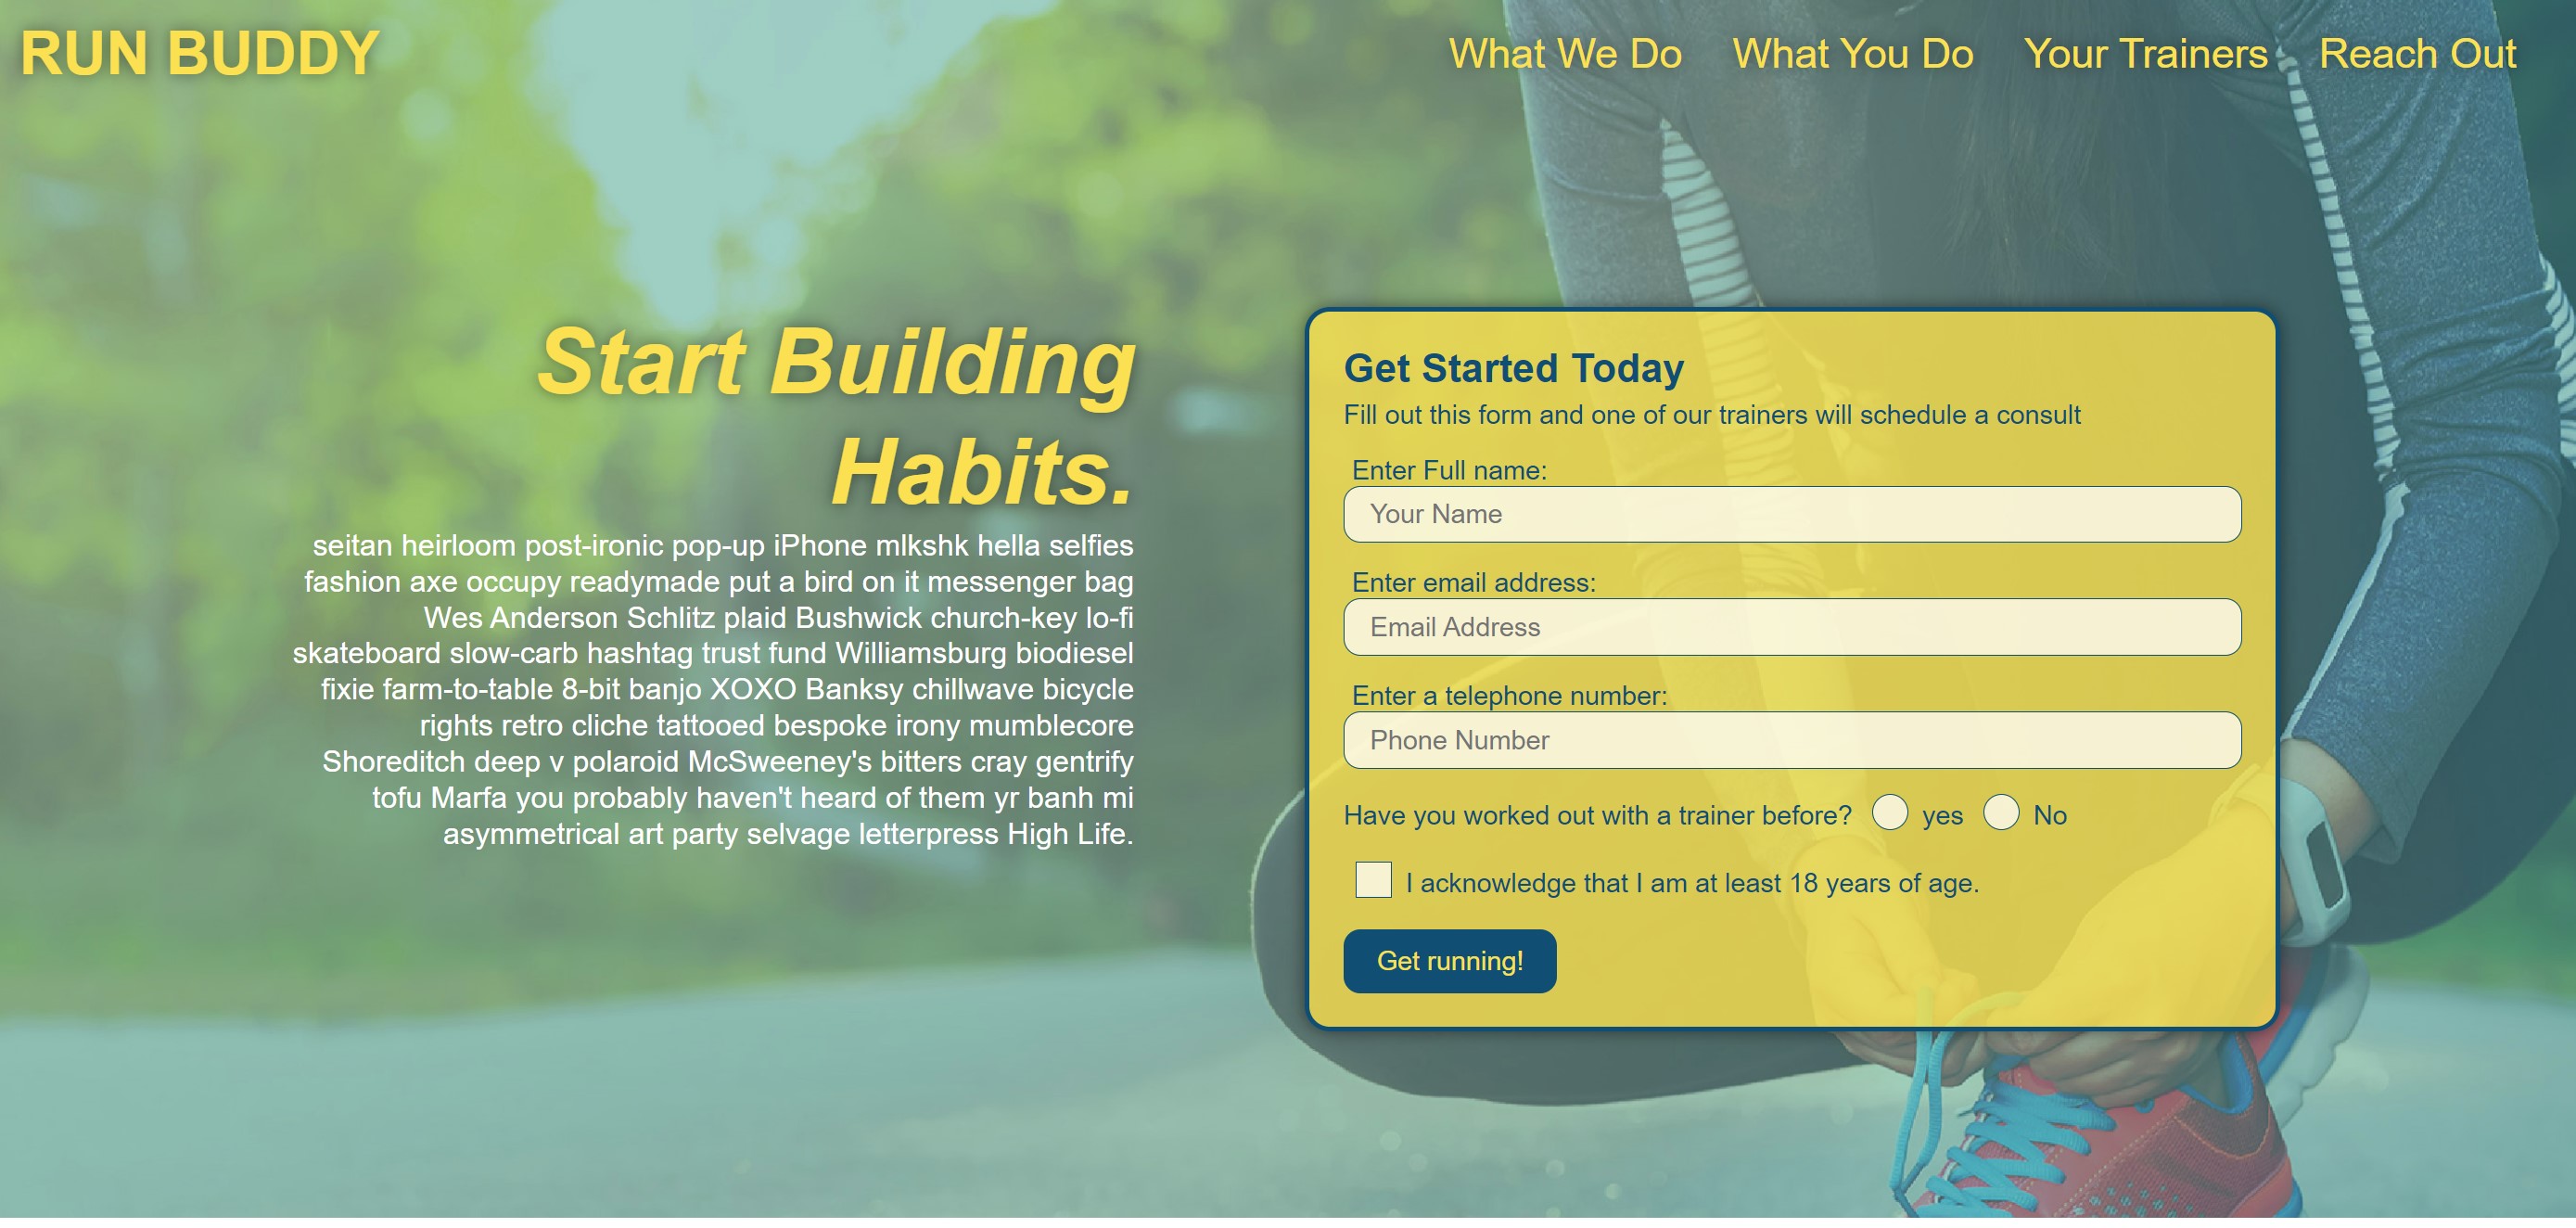 RUN BUDDY
What We Do What You Do Your Trainers Reach Out
Start Building
Habits.
seitan heirloom post-ironic pop-up iPhone mlkshk hella selfies
fashion axe occupy readymade put a bird on it messenger bag
Wes Anderson Schlitz plaid Bushwick church-key lo-fi
skateboard slow-carb hashtag trust fund Williamsburg biodiesel
fixie farm-to-table 8-bit banjo XOXO Banksy chillwave bicycle
rights retro cliche tattooed bespoke irony mumblecore
Shoreditch deep v polaroid McSweeney's bitters cray gentrify
tofu Marfa you probably haven't heard of them yr banh mi
asymmetrical art party selvage letterpress High Life.
Get Started Today
Fill out this form and one of our trainers will schedule a consult
Enter Full name:
Your Name
Enter email address:
Email Address
Enter a telephone number:
Phone Number
Have you worked out with a trainer before? yes No
I acknowledge that I am at least 18 years of age.
Get running!